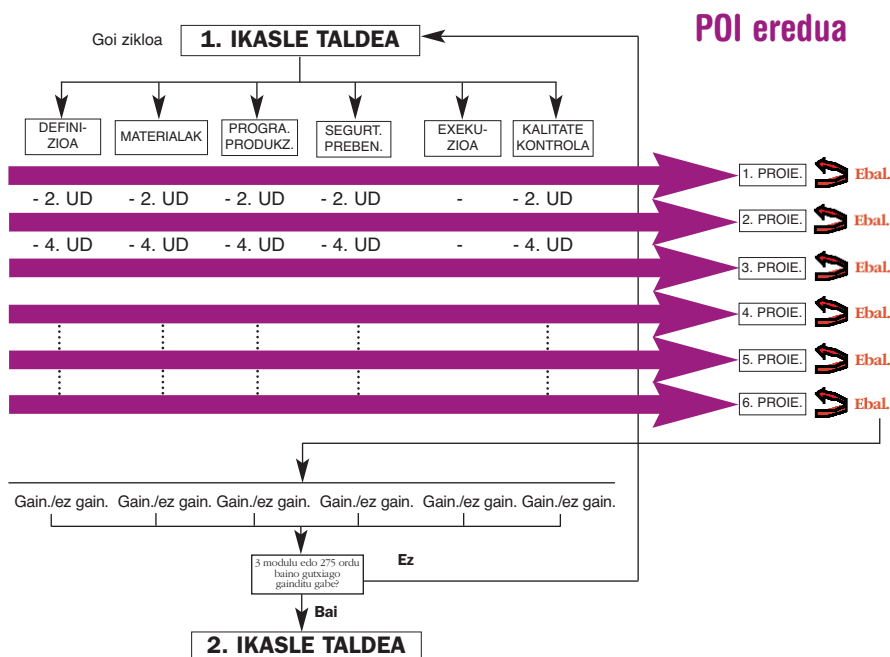 POI eredua
Goi zikloa
1. IKASLE TALDEA
DEFINI-
ZIOA
MATERIALAK
PROGRA.
PRODUKZ.
SEGURT.
PREBEN.
EXEKU-
ZIOA
KALITATE
KONTROLA
1. PROIE. Ebal.
- 2. UD - 2. UD - 2. UD - 2. UD - - 2. UD
2. PROIE. Ebal.
- 4. UD - 4. UD - 4. UD - 4. UD - - 4. UD
3. PROIE. Ebal.
4. PROIE. Ebal.
5. PROIE. Ebal.
6. PROIE. Ebal.
Gain./ez gain. Gain./ez gain. Gain./ez gain. Gain./ez gain. Gain./ez gain. Gain./ez gain.
3 modulu edo 275 ordu
baino gutxiago
gainditu gabe?
Ez
Bai
2. IKASLE TALDEA